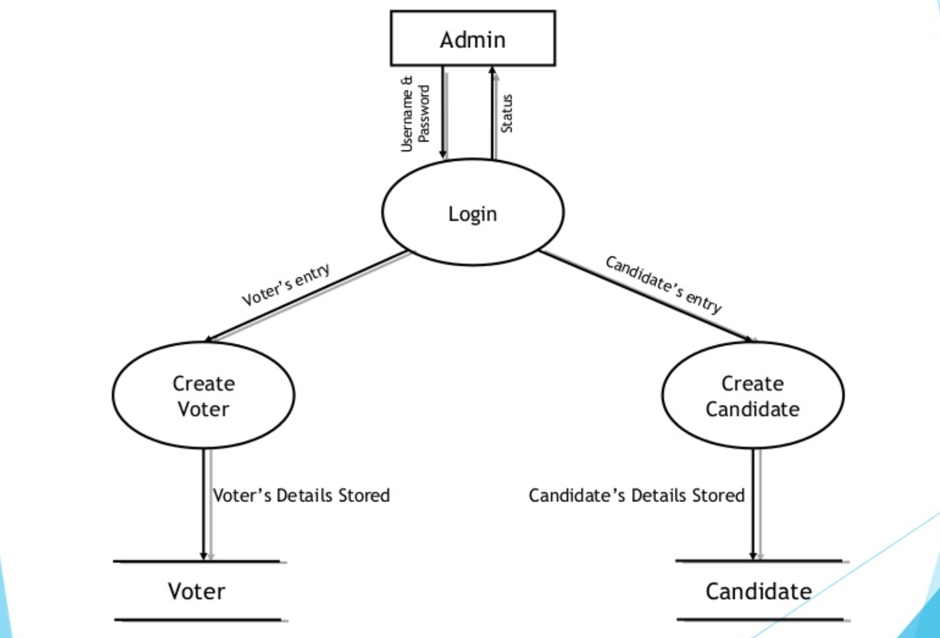 Admin
Username &
Password
Status
Login
Voter's entry
Candidate's entry
Create
Voter
Create
Candidate
Voter's Details Stored
Candidate's Details Stored
Voter
Candidate